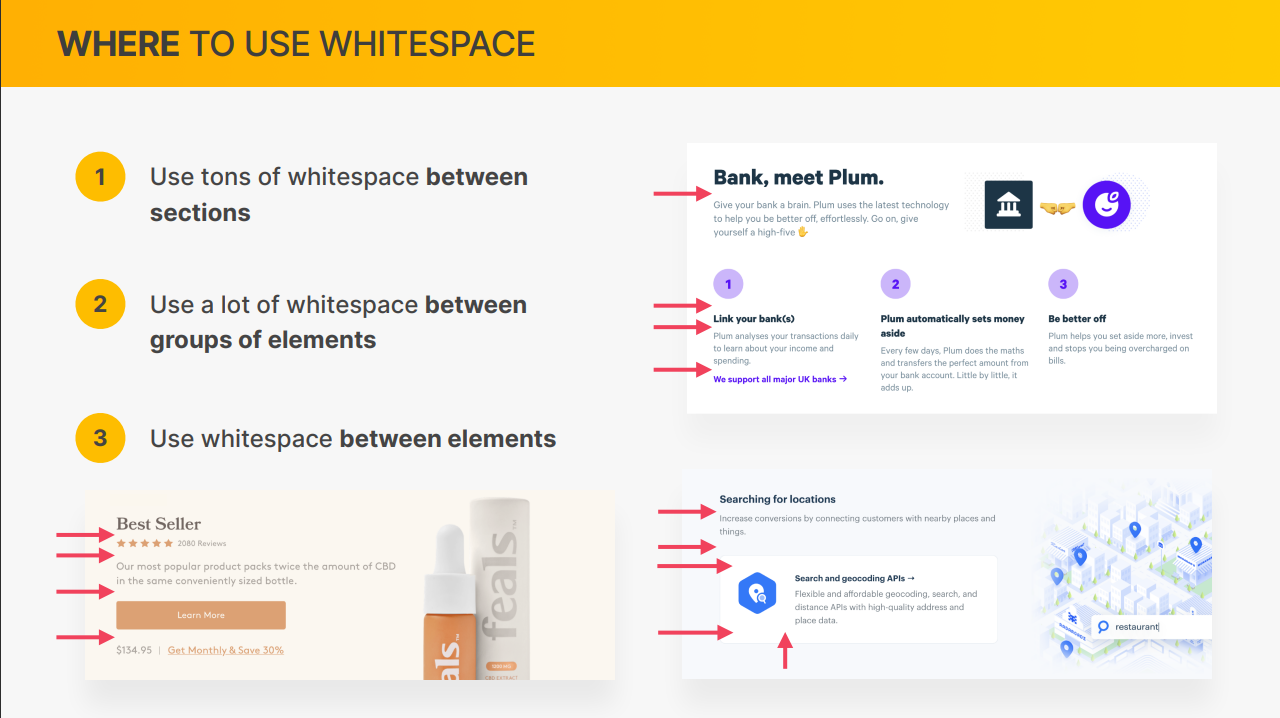 WHERE TO USE WHITESPACE
1
Use tons of whitespace between
sections
2
Use a lot of whitespace between
groups of elements
3
Use whitespace between elements
Best Seller
2080 Reviews
Our most popular product packs twice the amount of CBD
in the same conveniently sized bottle.
Learn More
$134.95 | Get Monthly & Save 30%
feals
als
Bank, meet Plum.
Give your bank a brain. Plum uses the latest technology
to help you be better off, effortlessly. Go on, give
yourself a high-five ✋
1
Link your bank(s)
Plum analyses your transactions daily
to learn about your income and
spending.
We support all major UK banks →
2
Plum automatically sets money
aside
Every few days, Plum does the maths
and transfers the perfect amount from
your bank account. Little by little, it
adds up.
3
Be better off
Plum helps you set aside more, invest
and stops you being overcharged on
bills.
Searching for locations
Increase conversions by connecting customers with nearby places and
things.
Search and geocoding APIs →
Flexible and affordable geocoding, search, and
distance APIs with high-quality address and
place data.
restaurant